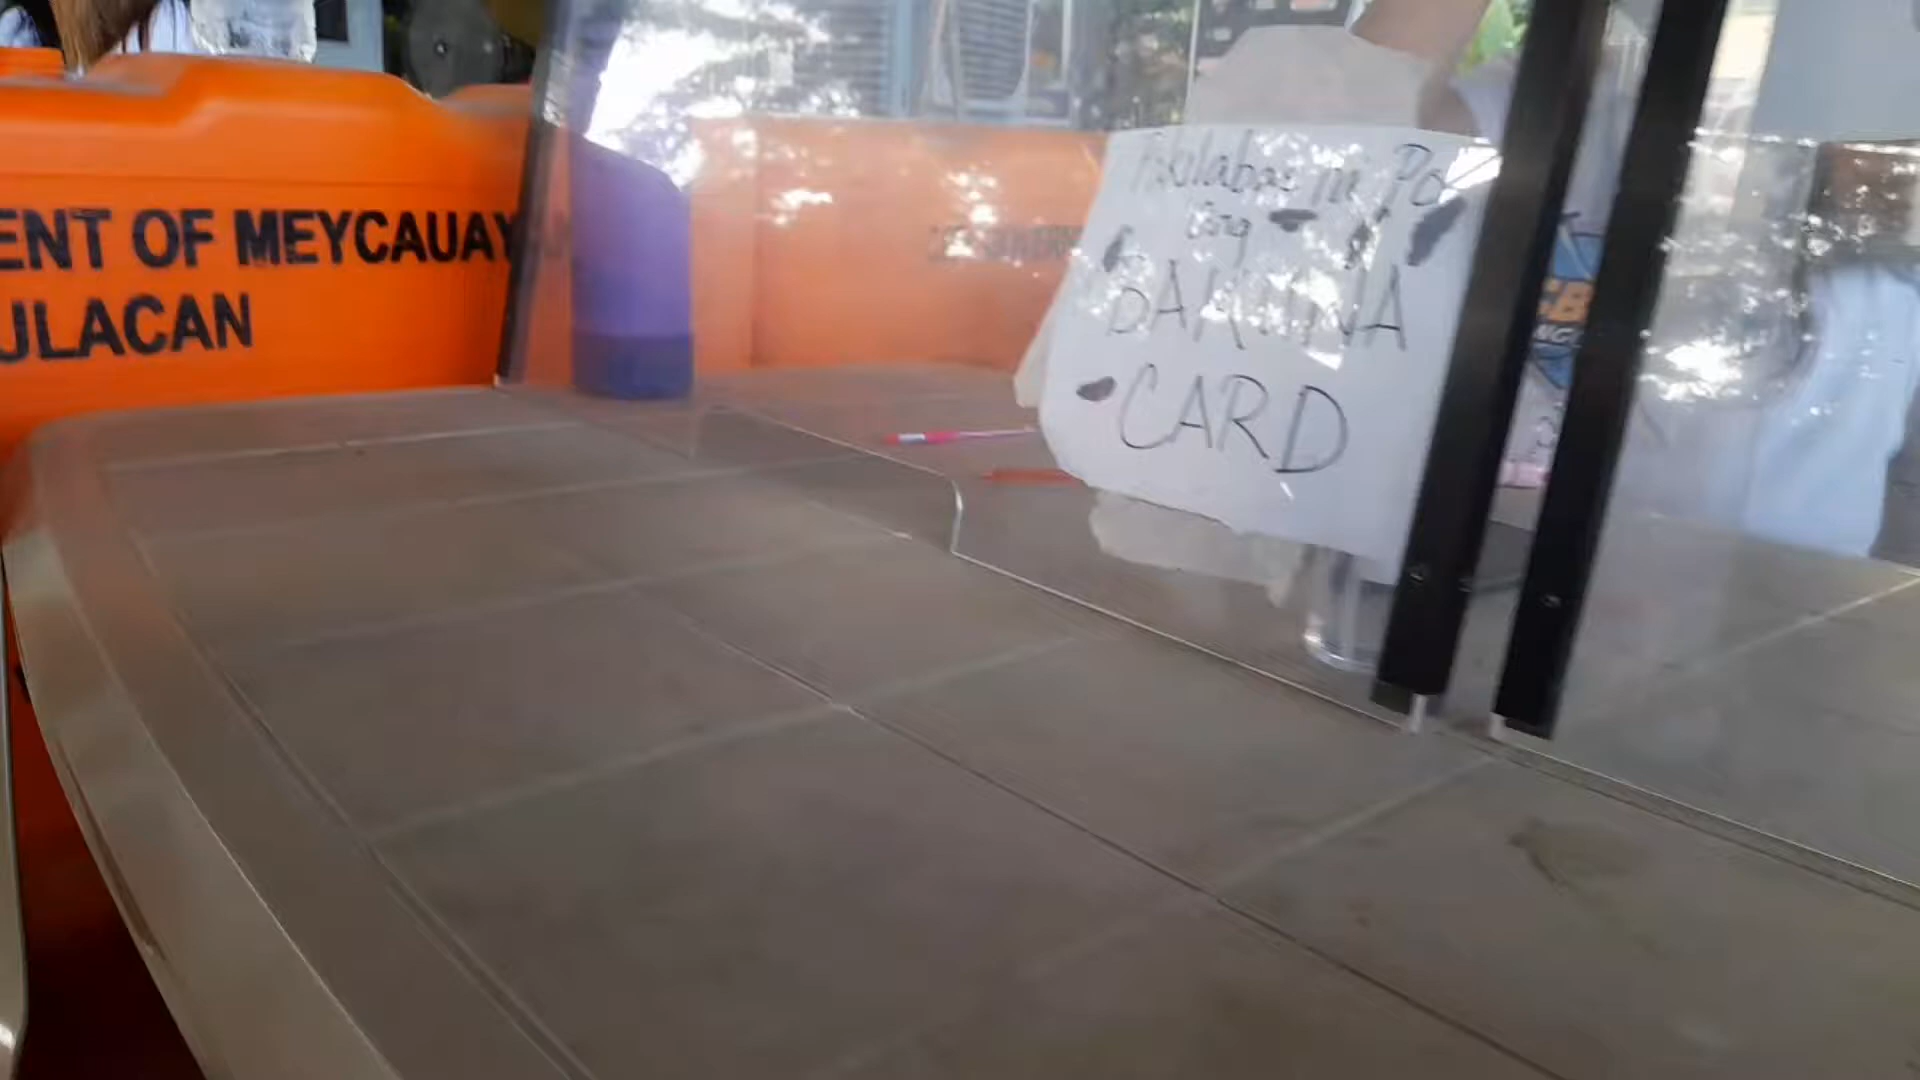 ENT OF MEYCAUAY
ULACAN
Pakilabas na Po
ang
BAKUNA
CARD